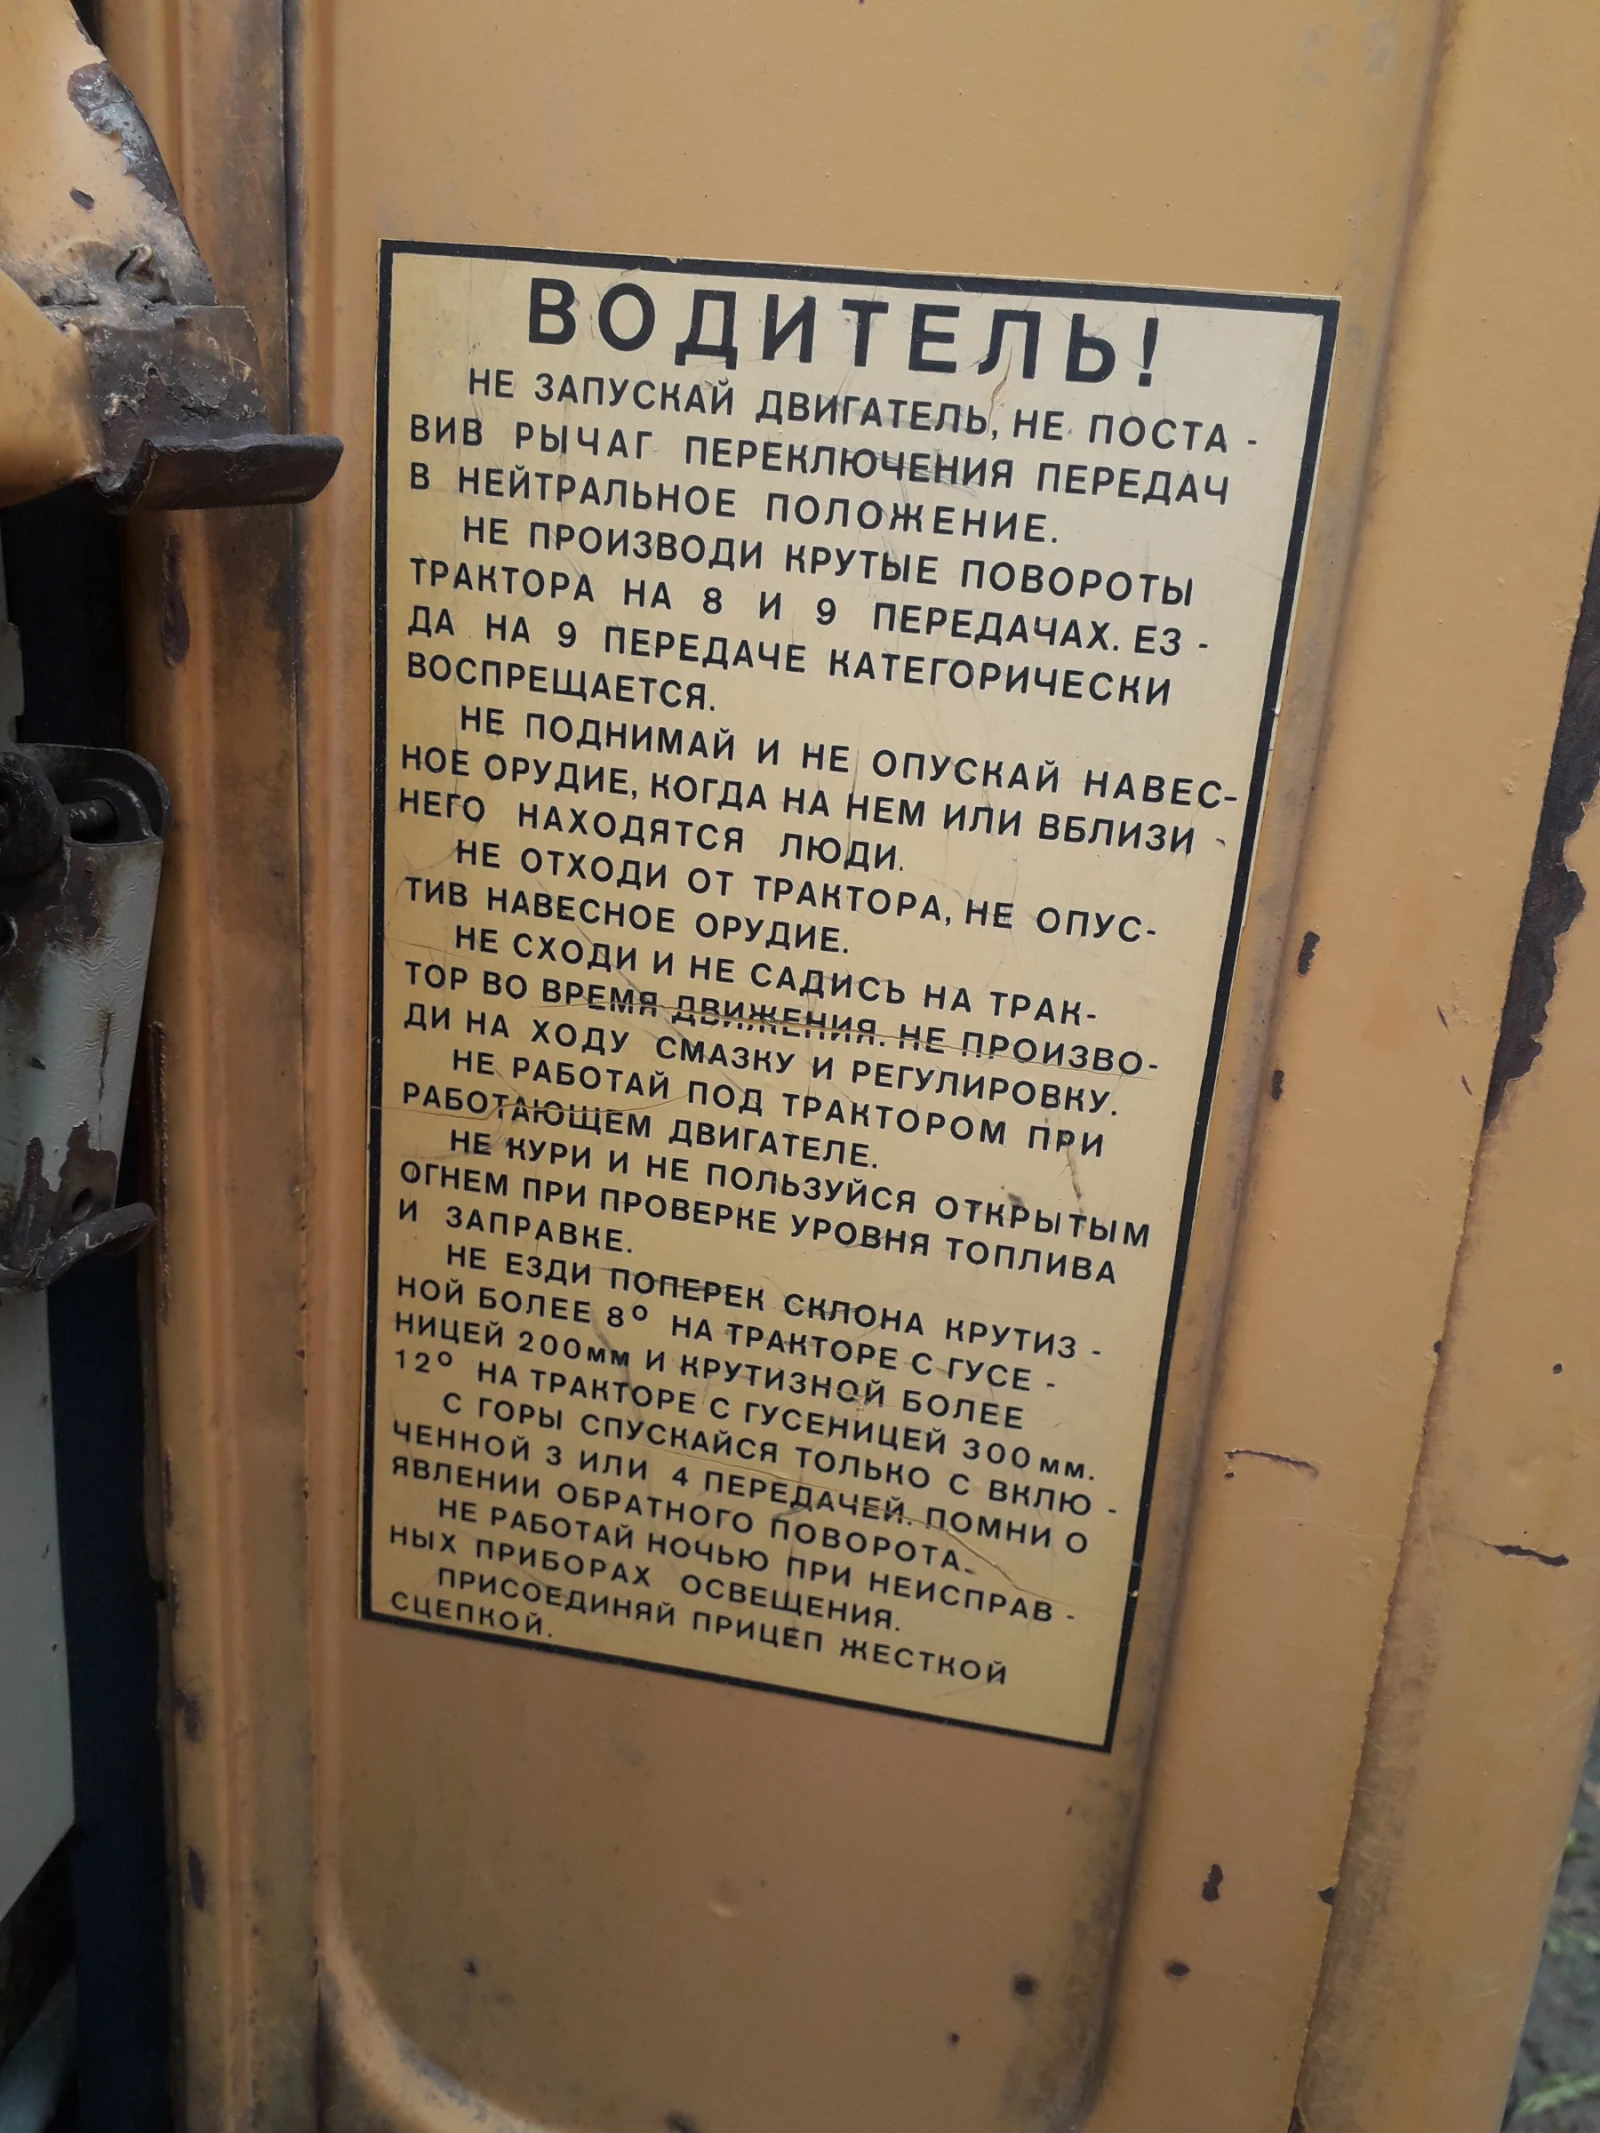 ВОДИТЕЛЬ!
НЕ ЗАПУСКАЙ ДВИГАТЕЛЬ, НЕ ПОСТА -
ВИВ РЫЧАГ ПЕРЕКЛЮЧЕНИЯ ПЕРЕДАЧ
В НЕЙТРАЛЬНОЕ ПОЛОЖЕНИЕ.
НЕ ПРОИЗВОДИ КРУТЫЕ ПОВОРОТЫ
ТРАКТОРА НА 8 И 9 ПЕРЕДАЧАХ. ЕЗ -
ДА НА 9 ПЕРЕДАЧЕ КАТЕГОРИЧЕСКИ
ВОСПРЕЩАЕТСЯ.
НЕ ПОДНИМАЙ И НЕ ОПУСКАЙ НАВЕС-
НОЕ ОРУДИЕ, КОГДА НА НЕМ ИЛИ ВБЛИЗИ
НЕГО НАХОДЯТСЯ ЛЮДИ.
НЕ ОТХОДИ ОТ ТРАКТОРА, НЕ ОПУС-
ТИВ НАВЕСНОЕ ОРУДИЕ.
НЕ СХОДИ И НЕ САДИСЬ НА ТРАК-
ТОР ВО ВРЕМЯ ДВИЖЕНИЯ. НЕ ПРОИЗВО-
ДИ НА ХОДУ СМАЗКУ И РЕГУЛИРОВКУ.
НЕ РАБОТАЙ ПОД ТРАКТОРОМ ПРИ
РАБОТАЮЩЕМ ДВИГАТЕЛЕ.
НЕ КУРИ И НЕ ПОЛЬЗУЙСЯ ОТКРЫТЫМ
ОГНЕМ ПРИ ПРОВЕРКЕ УРОВНЯ ТОПЛИВА
И ЗАПРАВКЕ.
НЕ ЕЗДИ ПОПЕРЕК СКЛОНА КРУТИЗ -
НОЙ БОЛЕЕ 8° НА ТРАКТОРЕ С ГУСЕ -
НИЦЕЙ 200мм И КРУТИЗНОЙ БОЛЕЕ
12° НА ТРАКТОРЕ С ГУСЕНИЦЕЙ 300мм.
С ГОРЫ СПУСКАЙСЯ ТОЛЬКО С ВКЛЮ -
ЧЕННОЙ 3 ИЛИ 4 ПЕРЕДАЧЕЙ. ПОМНИ О
ЯВЛЕНИИ ОБРАТНОГО ПОВОРОТА.
НЕ РАБОТАЙ НОЧЬЮ ПРИ НЕИСПРАВ -
НЫХ ПРИБОРАХ ОСВЕЩЕНИЯ.
ПРИСОЕДИНЯЙ ПРИЦЕП ЖЕСТКОЙ
СЦЕПКОЙ.